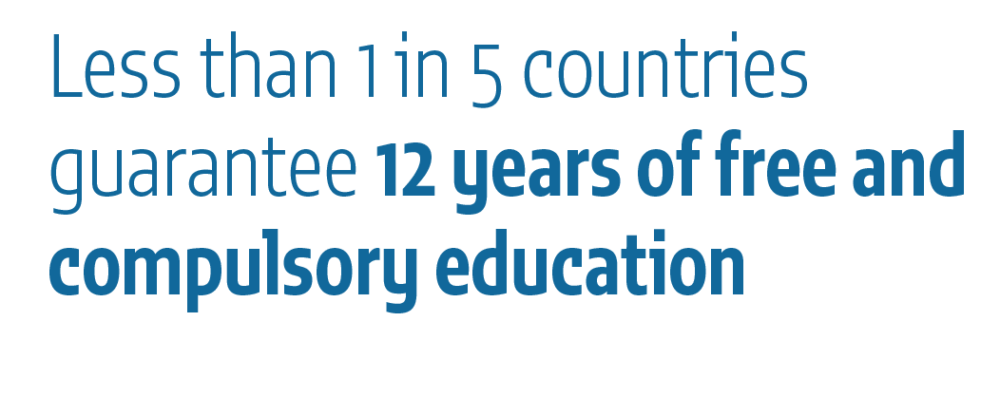 Less than 1 in 5 countries
guarantee 12 years of free and
compulsory education